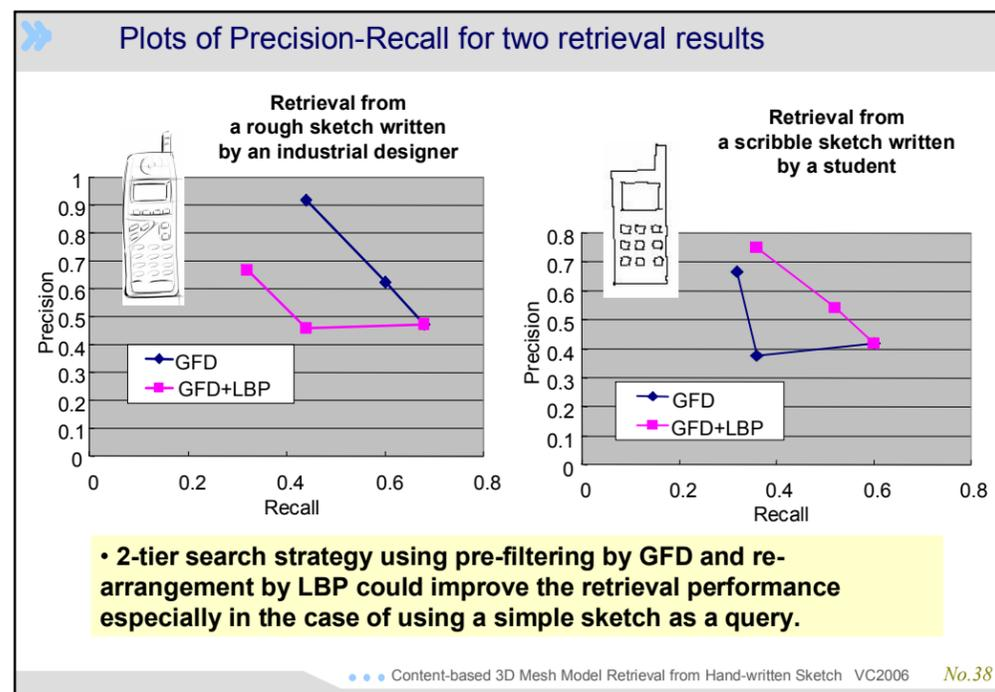 Plots of Precision-Recall for two retrieval results
Retrieval from
a rough sketch written
by an industrial designer
1
0.9
0.8
0.7
0.6
0.5
0.4
0.3
0.2
0.1
0
Precision
GFD
GFD+LBP
0 0.2 0.4 0.6 0.8
Recall
Retrieval from
a scribble sketch written
by a student
0.8
0.7
0.6
0.5
0.4
0.3
0.2
0.1
0
Precision
GFD
GFD+LBP
0 0.2 0.4 0.6 0.8
Recall
• 2-tier search strategy using pre-filtering by GFD and re-
arrangement by LBP could improve the retrieval performance
especially in the case of using a simple sketch as a query.
Content-based 3D Mesh Model Retrieval from Hand-written Sketch VC2006 No.38